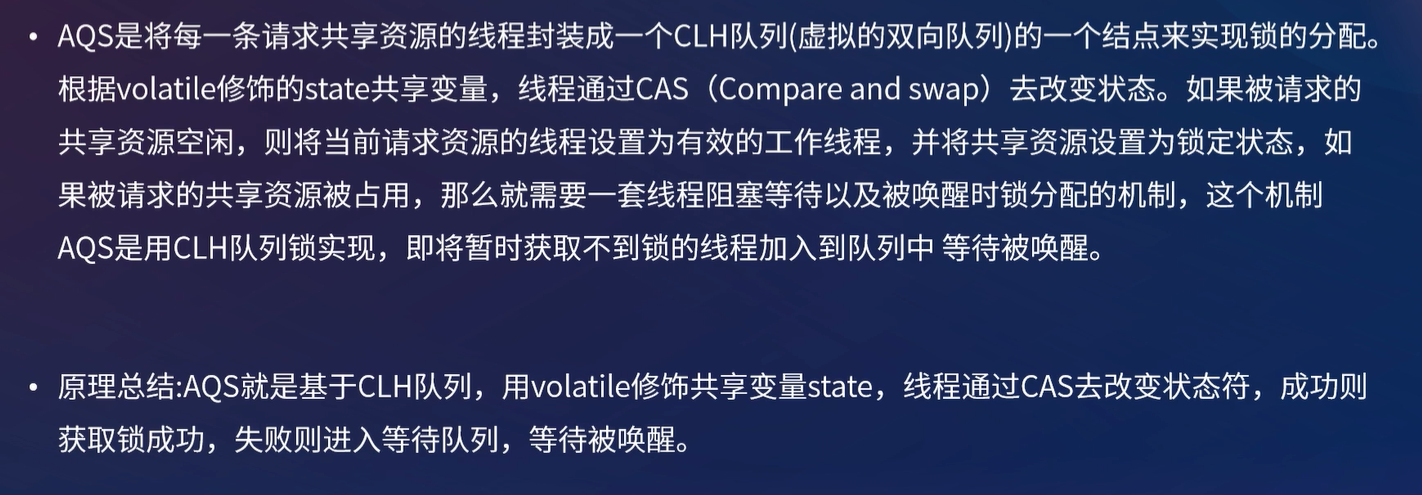 • AQS是将每一条请求共享资源的线程封装成一个CLH队列(虚拟的双向队列)的一个结点来实现锁的分配。
根据volatile修饰的state共享变量，线程通过CAS（Compare and swap）去改变状态。如果被请求的
共享资源空闲，则将当前请求资源的线程设置为有效的工作线程，并将共享资源设置为锁定状态，如
果被请求的共享资源被占用，那么就需要一套线程阻塞等待以及被唤醒时锁分配的机制，这个机制
AQS是用CLH队列锁实现，即将暂时获取不到锁的线程加入到队列中 等待被唤醒。
• 原理总结:AQS就是基于CLH队列，用volatile修饰共享变量state，线程通过CAS去改变状态符，成功则
获取锁成功，失败则进入等待队列，等待被唤醒。